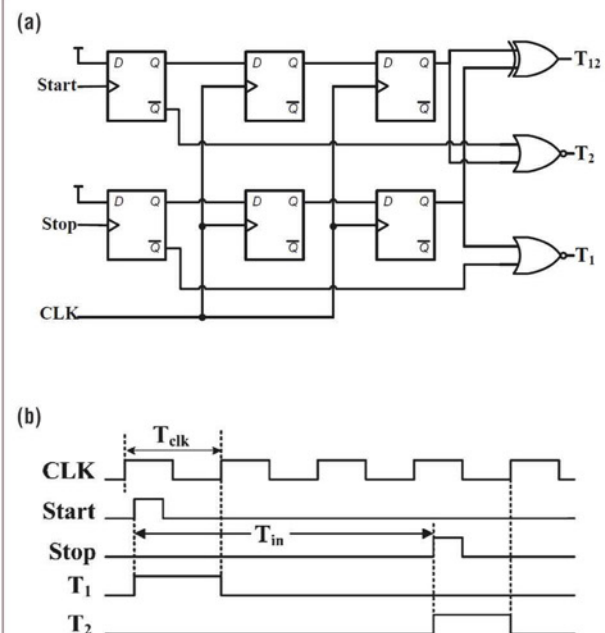 (a)
D Q D Q D Q T12
Start
Q̅ Q̅ Q̅
T2
D Q D Q D Q
Stop
Q̅ Q̅ Q̅ T1
CLK
(b)
Tclk
CLK
Start
Tin
Stop
T1
T2